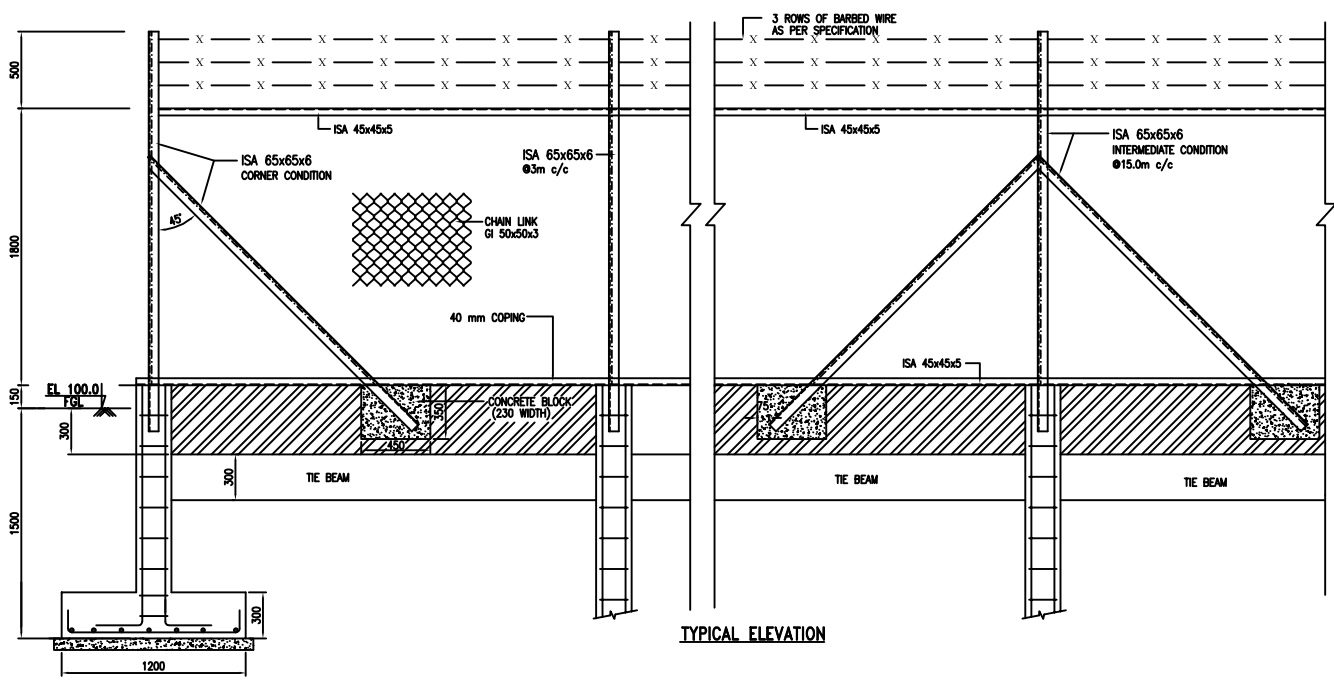 3 ROWS OF BARBED WIRE
AS PER SPECIFICATION
X X X X X X X X X X X X X X X X X
X X X X X X X X X X X X X X X X X
X X X X X X X X X X X X X X X X X
500
ISA 45x45x5
ISA 45x45x5
ISA 65x65x6
CORNER CONDITION
ISA 65x65x6
@3m c/c
ISA 65x65x6
INTERMEDIATE CONDITION
@15.0m c/c
45
CHAIN LINK
GI 50x50x3
1800
40 mm COPING
ISA 45x45x5
EL 100.0
FGL
150
300
CONCRETE BLOCK
(230 WIDTH)
350
450
75
300
TIE BEAM
TIE BEAM
TIE BEAM
1500
300
1200
TYPICAL ELEVATION